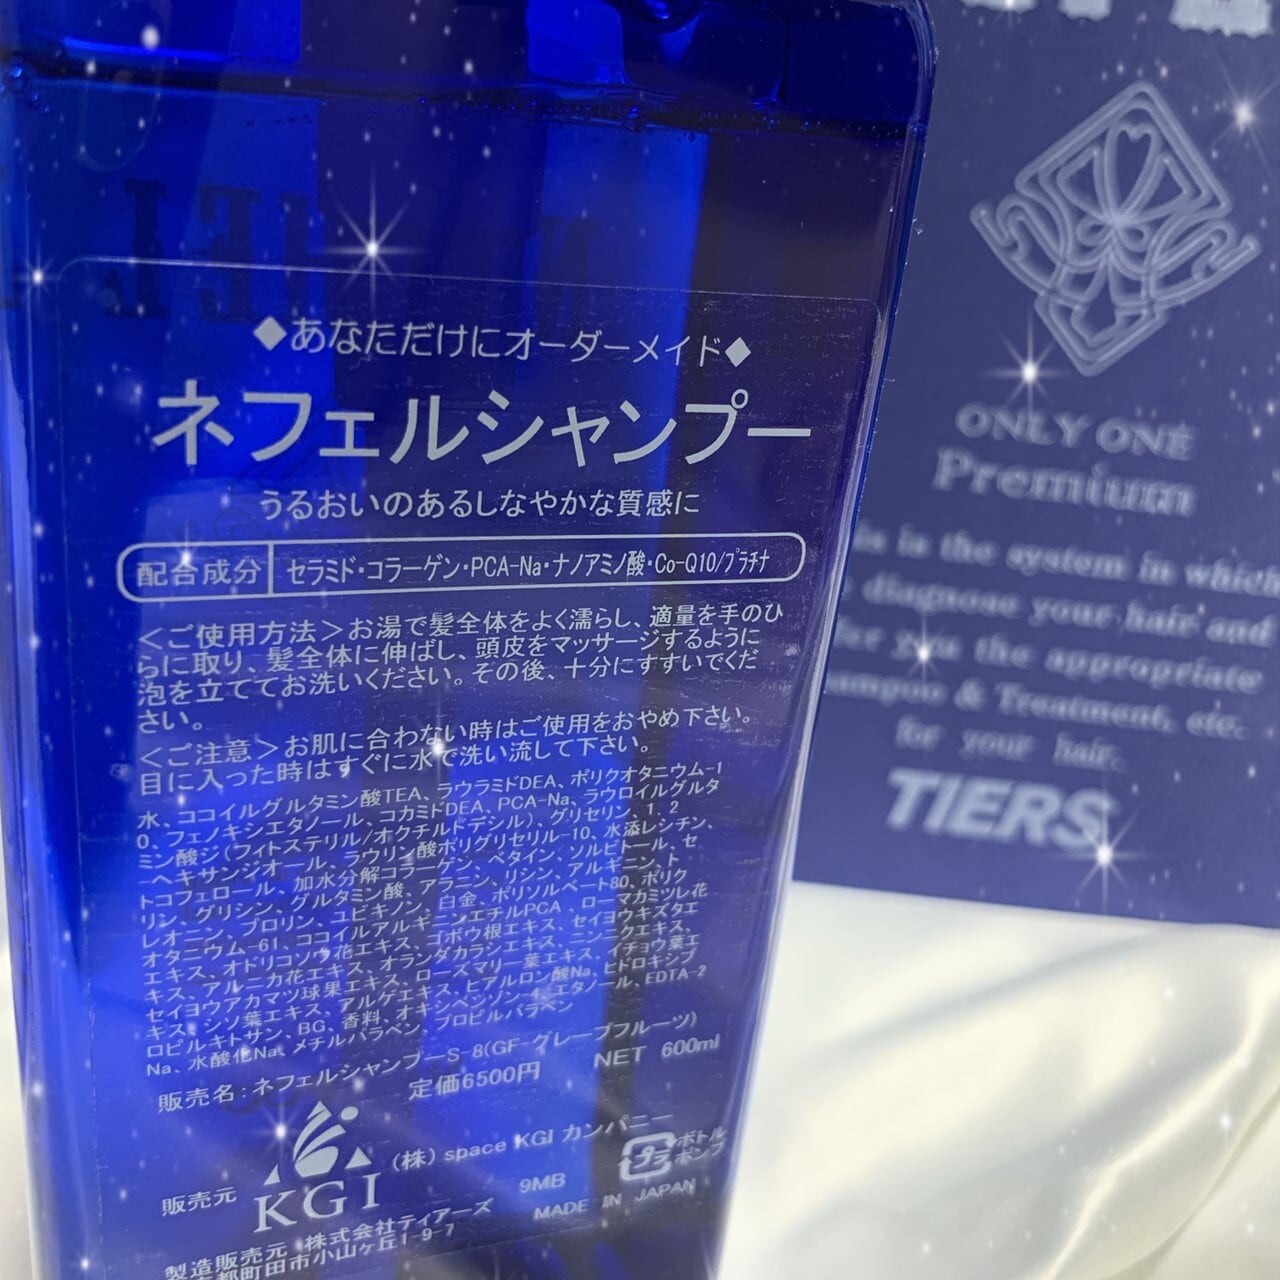 ◆あなただけにオーダーメイド◆
ネフェルシャンプー
うるおいのあるしなやかな質感に
配合成分 セラミド・コラーゲン・PCA-Na・ナノアミノ酸・Co-Q10/プラチナ
＜ご使用方法＞お湯で髪全体をよく濡らし、適量を手のひ
らに取り、髪全体に伸ばし、頭皮をマッサージするように
泡を立ててお洗いください。その後、十分にすすいでくだ
さい。
＜ご注意＞お肌に合わない時はご使用をおやめ下さい。
目に入った時はすぐに水で洗い流して下さい。
水、ココイルグルタミン酸TEA、ラウラミドDEA、ポリクオタニウム-1
0、フェノキシエタノール、コカミドDEA、PCA-Na、ラウロイルグルタ
ミン酸ジ(フィトステリル/オクチルドデシル)、グリセリン、1、2
-ヘキサンジオール、ラウリン酸ポリグリセリル-10、水添レシチン、
トコフェロール、加水分解コラーゲン、ベタイン、ソルビトール、セ
リン、グリシン、グルタミン酸、アラニン、リシン、アルギニン、ト
レオーニン、プロリン、ユビキノン、白金、ポリソルベート80、ポリク
オタニウム-61、ココイルアルギニンエチルPCA、ローマカミツレ花
エキス、オドリコソウ花エキス、ゴボウ根エキス、セイヨウキズタエ
キス、アルニカ花エキス、オランダカラシエキス、ニンニクエキス、
セイヨウアカマツ球果エキス、ローズマリー葉エキス、イチョウ葉エ
キス、シソ葉エキス、アルゲエキス、ヒアルロン酸Na、ヒドロキシプ
ロピルキトサン、BG、香料、オキシベンゾン-4、エタノール、EDTA-2
Na、水酸化Na、メチルパラベン、プロピルパラベン
販売名：ネフェルシャンプーS-8(GF-グレープフルーツ)
定価6500円 NET 600ml
販売元 KGI (株) space KGI カンパニー
プラ ボトル
ポンプ
9MB
MADE IN JAPAN
製造販売元 株式会社ティアーズ
都町田市小山ヶ丘1-9-7
ONLY ONE
Premium
is the system in which
diagnose your hair and
you the appropriate
& Treatment, etc.
for your hair.
TIERS